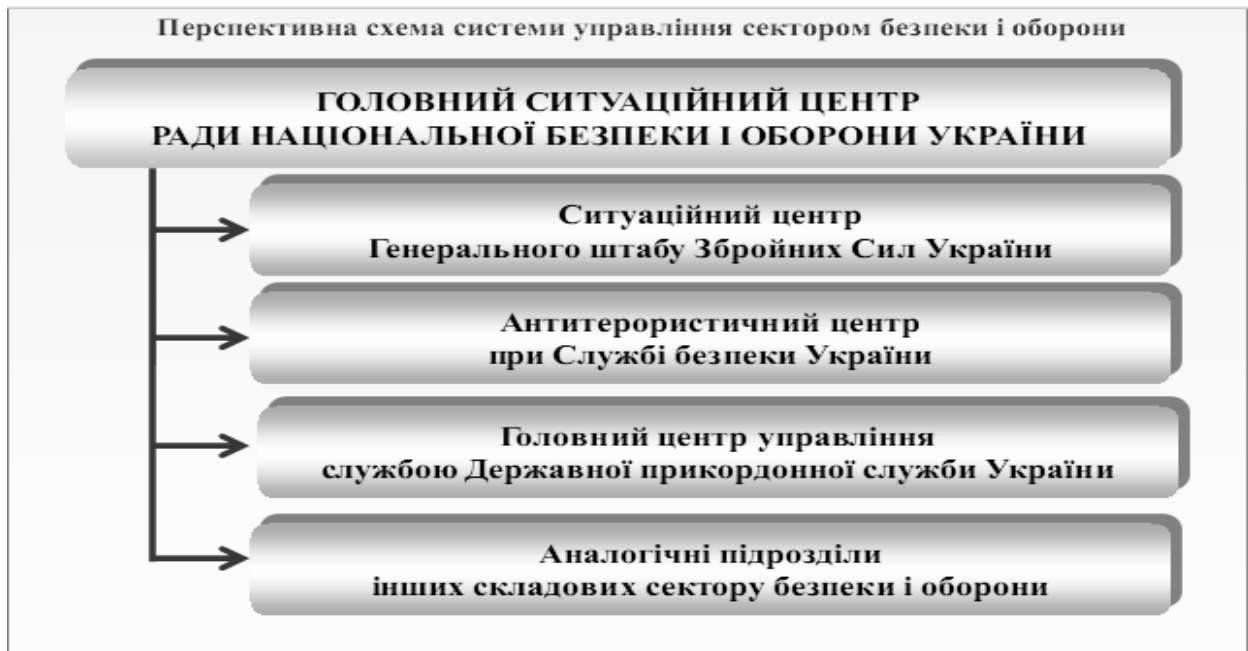 Перспективна схема системи управління сектором безпеки і оборони
ГОЛОВНИЙ СИТУАЦІЙНИЙ ЦЕНТР
РАДИ НАЦІОНАЛЬНОЇ БЕЗПЕКИ І ОБОРОНИ УКРАЇНИ
Ситуаційний центр
Генерального штабу Збройних Сил України
Антитерористичний центр
при Службі безпеки України
Головний центр управління
службою Державної прикордонної служби України
Аналогічні підрозділи
інших складових сектору безпеки і оборони